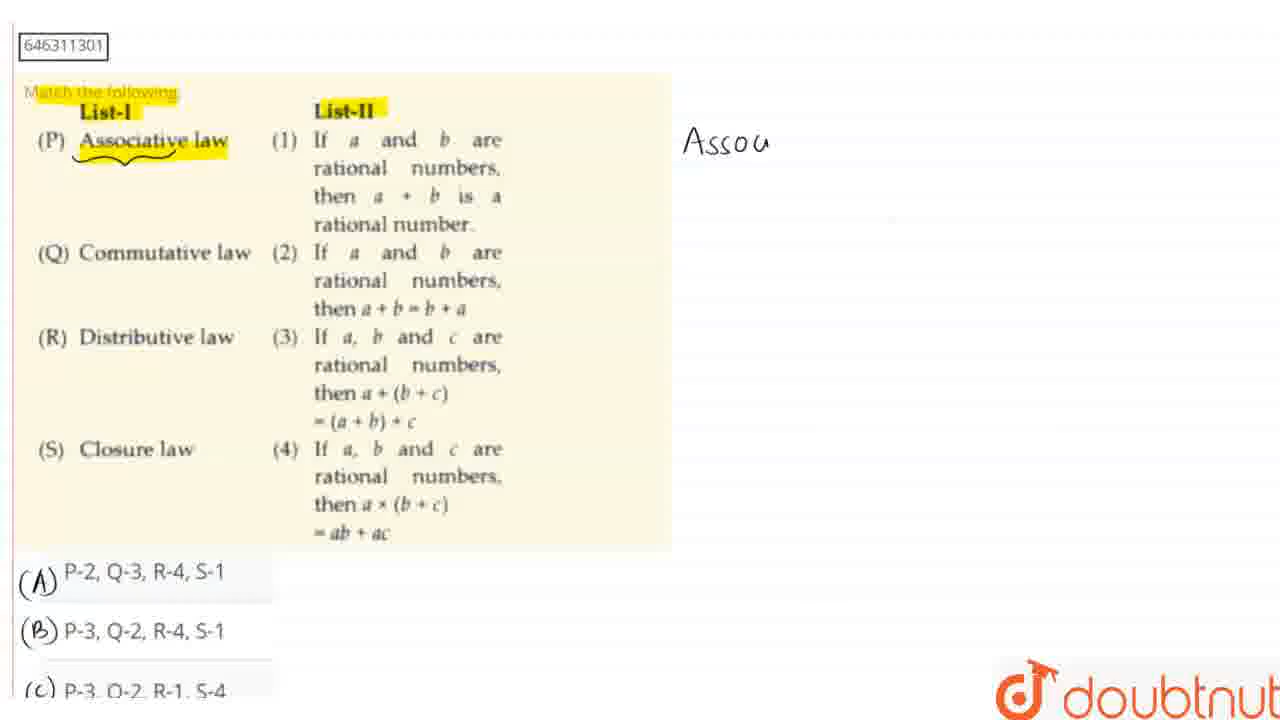 646311301
Match the following.
List-I List-II
(P) Associative law (1) If a and b are
rational numbers,
then a + b is a
rational number.
(Q) Commutative law (2) If a and b are
rational numbers,
then a + b = b + a
(R) Distributive law (3) If a, b and c are
rational numbers,
then a + (b + c)
= (a + b) + c
(S) Closure law (4) If a, b and c are
rational numbers,
then a × (b + c)
= ab + ac
Assou
(A) P-2, Q-3, R-4, S-1
(B) P-3, Q-2, R-4, S-1
(C) P-3, Q-2, R-1, S-4
doubtnut